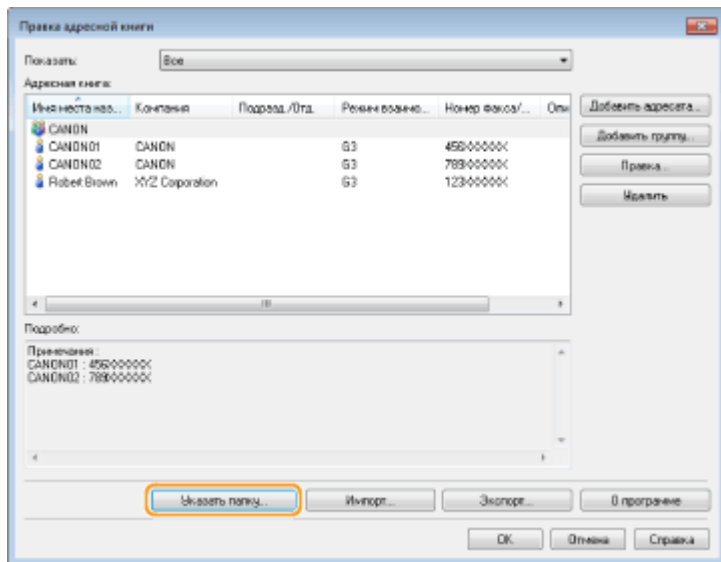 Правка адресной книги
Показать:
Все
Адресная книга:
Имя места наз... Компания Подразд./Отд. Режим взаимо... Номер факса/... Опи
CANON
CANON01 CANON G3 456XXXXXX
CANON02 CANON G3 789XXXXXX
Robert Brown XYZ Corporation G3 123XXXXXX
Добавить адресата...
Добавить группу...
Правка...
Удалить
Подробно:
Примечания :
CANON01 : 456XXXXXX
CANON02 : 789XXXXXX
Указать папку... Импорт... Экспорт... О программе
OK Отмена Справка